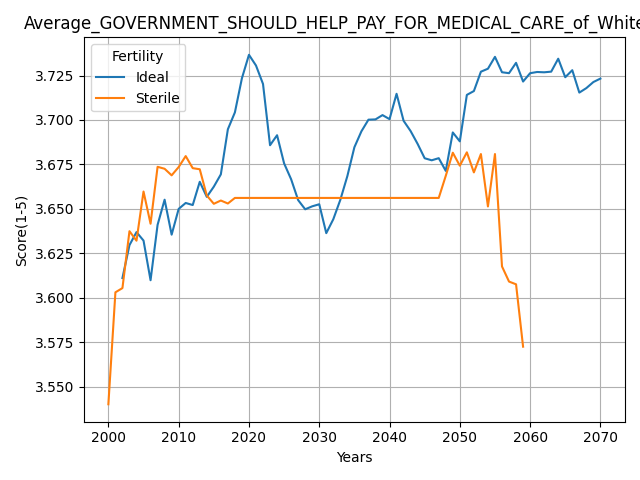 Average_GOVERNMENT_SHOULD_HELP_PAY_FOR_MEDICAL_CARE_of_White
Fertility
Ideal
Sterile
3.725
3.700
3.675
3.650
3.625
3.600
3.575
3.550
Score(1-5)
2000 2010 2020 2030 2040 2050 2060 2070
Years